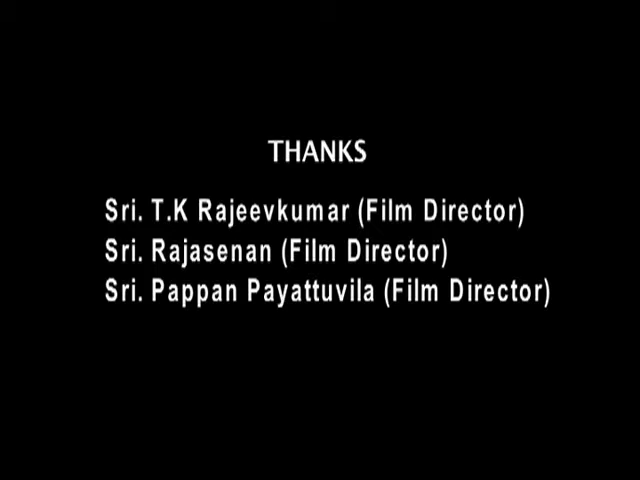 THANKS
Sri. T.K Rajeevkumar (Film Director)
Sri. Rajasenan (Film Director)
Sri. Pappan Payattuvila (Film Director)